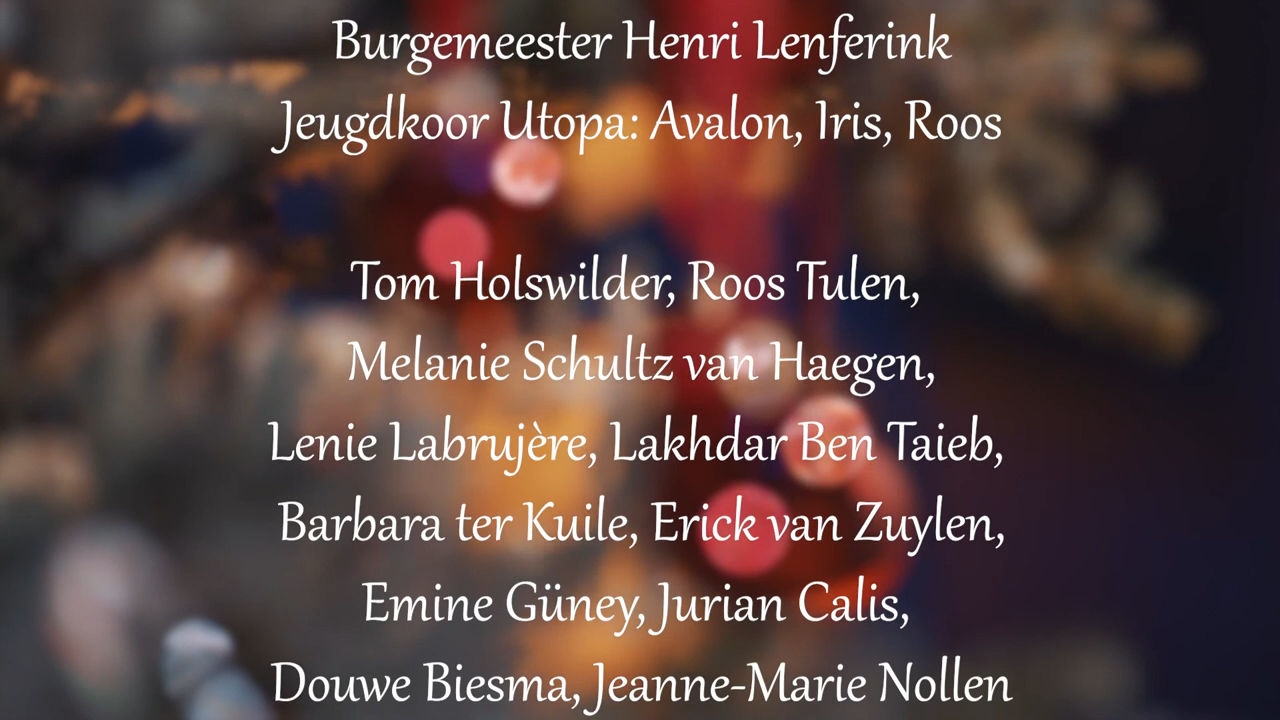 Burgemeester Henri Lenferink
Jeugdkoor Utopa: Avalon, Iris, Roos
Tom Holswilder, Roos Tulen,
Melanie Schultz van Haegen,
Lenie Labrujère, Lakhdar Ben Taieb,
Barbara ter Kuile, Erick van Zuylen,
Emine Güney, Jurian Calis,
Douwe Biesma, Jeanne-Marie Nollen